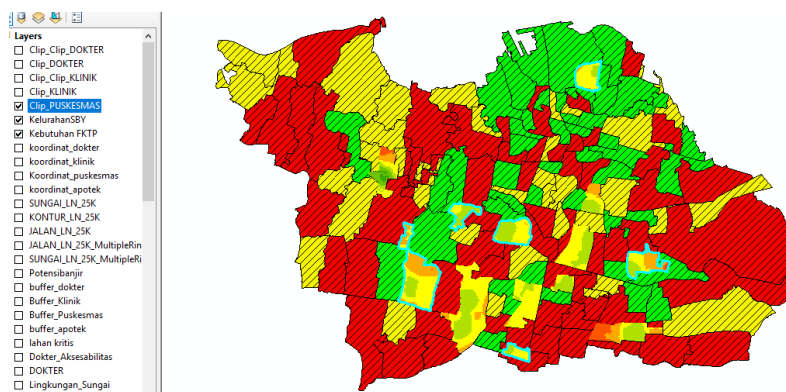 Layers
Clip_Clip_DOKTER
Clip_DOKTER
Clip_Clip_KLINIK
Clip_KLINIK
Clip_PUSKESMAS
KelurahanSBY
Kebutuhan FKTP
koordinat_dokter
koordinat_klinik
Koordinat_puskesmas
koordinat_apotek
SUNGAI_LN_25K
KONTUR_LN_25K
JALAN_LN_25K
JALAN_LN_25K_MultipleRin
SUNGAI_LN_25K_MultipleRi
Potensibanjir
buffer_dokter
Buffer_Klinik
Buffer_Puskesmas
buffer_apotek
lahan kritis
Dokter_Aksesabilitas
DOKTER
Lingkungan_Sungai